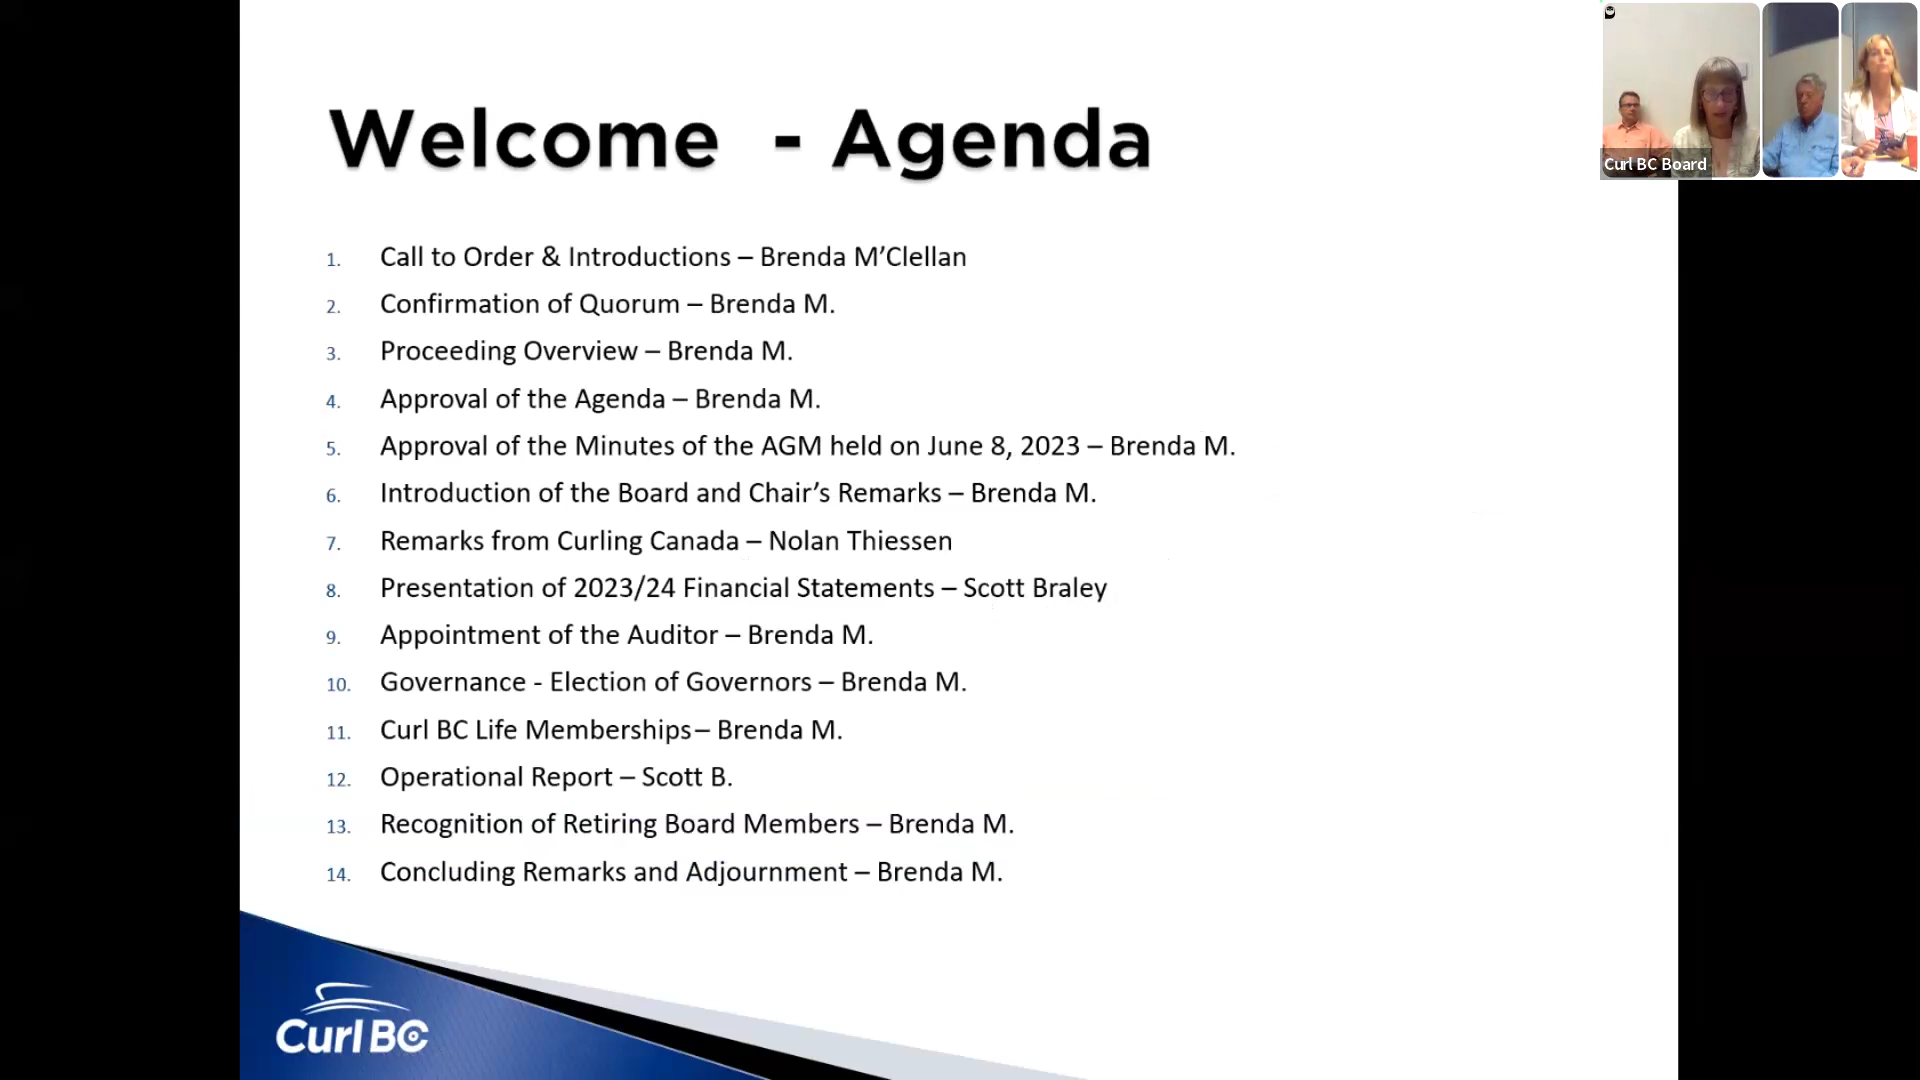 Welcome - Agenda
Curl BC Board
1. Call to Order & Introductions – Brenda M’Clellan
2. Confirmation of Quorum – Brenda M.
3. Proceeding Overview – Brenda M.
4. Approval of the Agenda – Brenda M.
5. Approval of the Minutes of the AGM held on June 8, 2023 – Brenda M.
6. Introduction of the Board and Chair’s Remarks – Brenda M.
7. Remarks from Curling Canada – Nolan Thiessen
8. Presentation of 2023/24 Financial Statements – Scott Braley
9. Appointment of the Auditor – Brenda M.
10. Governance - Election of Governors – Brenda M.
11. Curl BC Life Memberships – Brenda M.
12. Operational Report – Scott B.
13. Recognition of Retiring Board Members – Brenda M.
14. Concluding Remarks and Adjournment – Brenda M.
Curl BC